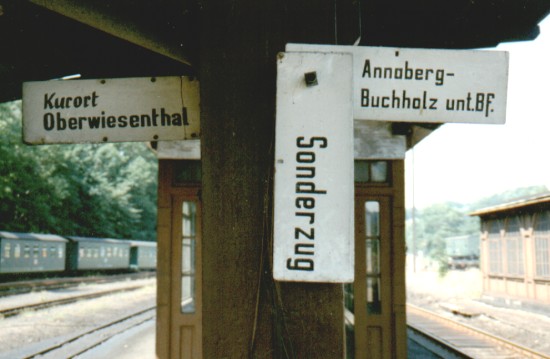 Kurort
Oberwiesenthal
Annaberg-
Buchholz unt.Bf.
Sonderzug